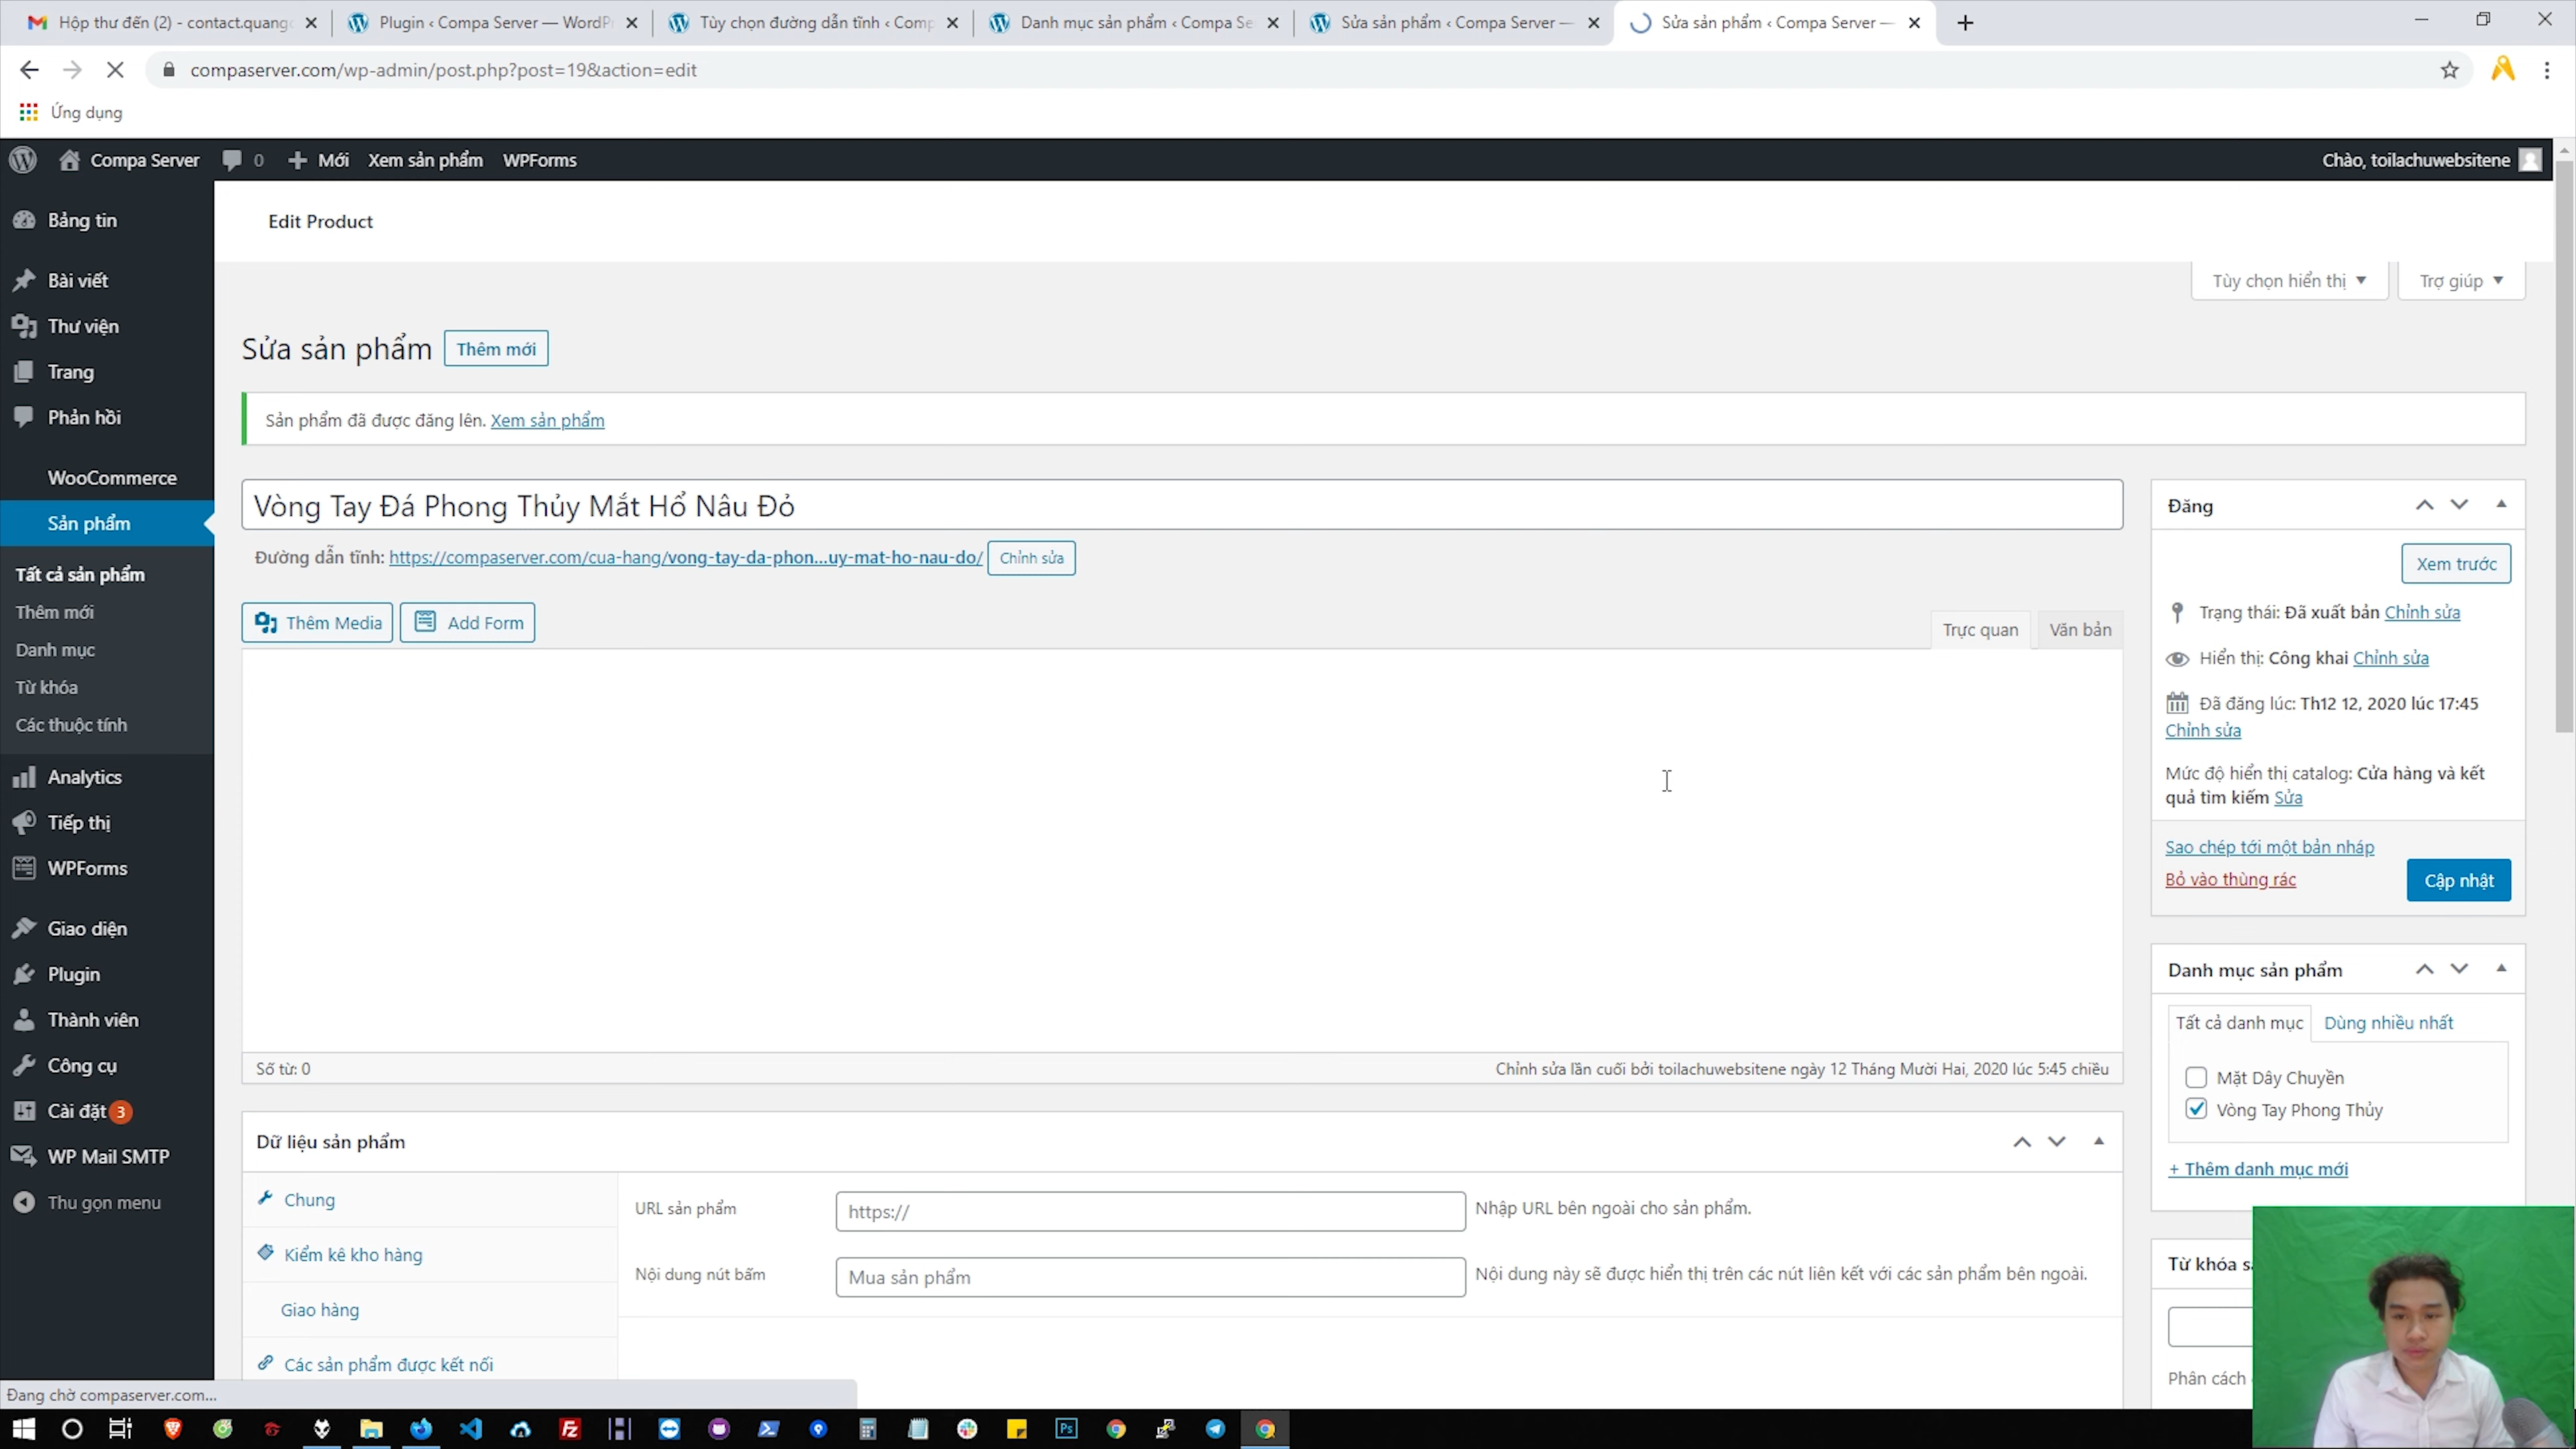 Hộp thư đến (2) - contact.quang
Plugin ‹ Compa Server — WordP
Tùy chọn đường dẫn tĩnh ‹ Comp
Danh mục sản phẩm ‹ Compa Se
Sửa sản phẩm ‹ Compa Server —
Sửa sản phẩm ‹ Compa Server —
compaserver.com/wp-admin/post.php?post=19&action=edit
Ứng dụng
Compa Server
0
Mới
Xem sản phẩm
WPForms
Chào, toilachuwebsitene
Bảng tin
Bài viết
Thư viện
Trang
Phản hồi
WooCommerce
Sản phẩm
Tất cả sản phẩm
Thêm mới
Danh mục
Từ khóa
Các thuộc tính
Analytics
Tiếp thị
WPForms
Giao diện
Plugin
Thành viên
Công cụ
Cài đặt 3
WP Mail SMTP
Thu gọn menu
Đang chờ compaserver.com...
Edit Product
Tùy chọn hiển thị
Trợ giúp
Sửa sản phẩm
Thêm mới
Sản phẩm đã được đăng lên. Xem sản phẩm
Vòng Tay Đá Phong Thủy Mắt Hổ Nâu Đỏ
Đường dẫn tĩnh: https://compaserver.com/cua-hang/vong-tay-da-phon...uy-mat-ho-nau-do/ Chỉnh sửa
Thêm Media
Add Form
Trực quan
Văn bản
Số từ: 0
Chỉnh sửa lần cuối bởi toilachuwebsitene ngày 12 Tháng Mười Hai, 2020 lúc 5:45 chiều
Dữ liệu sản phẩm
Chung
Kiểm kê kho hàng
Giao hàng
Các sản phẩm được kết nối
URL sản phẩm
https://
Nhập URL bên ngoài cho sản phẩm.
Nội dung nút bấm
Mua sản phẩm
Nội dung này sẽ được hiển thị trên các nút liên kết với các sản phẩm bên ngoài.
Đăng
Xem trước
Trạng thái: Đã xuất bản Chỉnh sửa
Hiển thị: Công khai Chỉnh sửa
Đã đăng lúc: Th12 12, 2020 lúc 17:45
Chỉnh sửa
Mức độ hiển thị catalog: Cửa hàng và kết
quả tìm kiếm Sửa
Sao chép tới một bản nháp
Bỏ vào thùng rác
Cập nhật
Danh mục sản phẩm
Tất cả danh mục
Dùng nhiều nhất
Mặt Dây Chuyền
Vòng Tay Phong Thủy
+ Thêm danh mục mới
Từ khóa
Phân cách
Ps